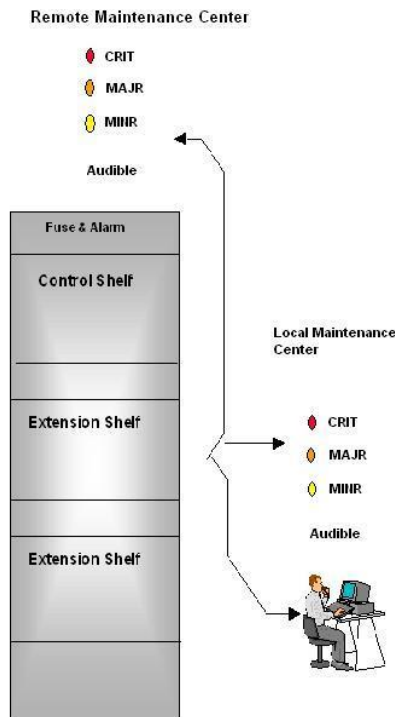 Remote Maintenance Center
CRIT
MAJR
MINR
Audible
Fuse & Alarm
Control Shelf
Extension Shelf
Extension Shelf
Local Maintenance
Center
CRIT
MAJR
MINR
Audible